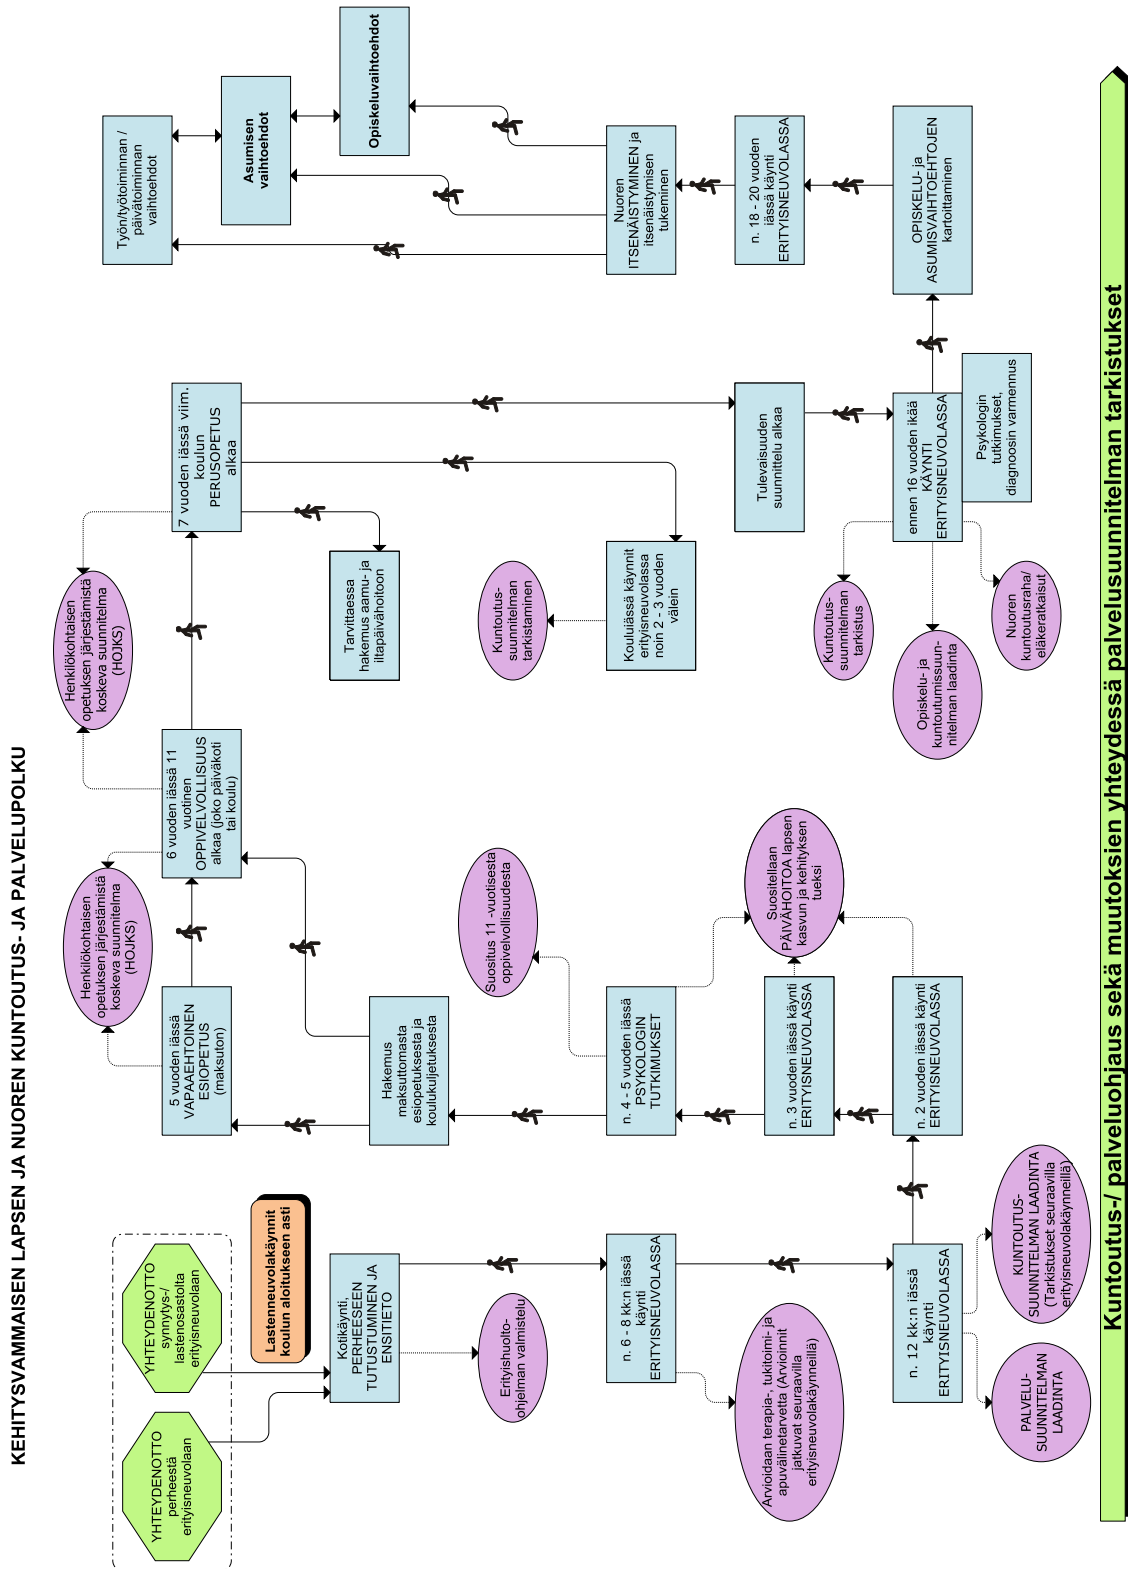 KEHITYSVAMMAISEN LAPSEN JA NUOREN KUNTOUTUS- JA PALVELUPOLKU
YHTEYDENOTTO
perheestä
erityisneuvolaan
YHTEYDENOTTO
synnytys-/
lastenosastolta
erityisneuvolaan
Lastenneuvolakäynnit
koulun aloitukseen asti
Kotikäynti,
PERHEESEEN
TUTUSTUMINEN JA
ENSITIETO
Erityishuolto-
ohjelman valmistelu
n. 6 - 8 kk:n iässä
käynti
ERITYISNEUVOLASSA
Arvioidaan terapia-, tukitoimi- ja
apuvälinetarvetta (Arvioinnit
jatkuvat seuraavilla
erityisneuvolakäynneillä)
n. 12 kk:n iässä
käynti
ERITYISNEUVOLASSA
PALVELU-
SUUNNITELMAN
LAADINTA
KUNTOUTUS-
SUUNNITELMAN LAADINTA
(Tarkistukset seuraavilla
erityisneuvolakäynneillä)
n. 2 vuoden iässä käynti
ERITYISNEUVOLASSA
n. 3 vuoden iässä käynti
ERITYISNEUVOLASSA
Suositellaan
PÄIVÄHOITOA lapsen
kasvun ja kehityksen
tueksi
n. 4 - 5 vuoden iässä
PSYKOLOGIN
TUTKIMUKSET
Suositus 11 -vuotisesta
oppivelvollisuudesta
Hakemus
maksuttomasta
esiopetuksesta ja
koulukuljetuksesta
5 vuoden iässä
VAPAAEHTOINEN
ESIOPETUS
(maksuton)
Henkilökohtaisen
opetuksen järjestämistä
koskeva suunnitelma
(HOJKS)
6 vuoden iässä 11
vuotinen
OPPIVELVOLLISUUS
alkaa (joko päiväkoti
tai koulu)
Henkilökohtaisen
opetuksen järjestämistä
koskeva suunnitelma
(HOJKS)
7 vuoden iässä viim.
koulun
PERUSOPETUS
alkaa
Tarvittaessa
hakemus aamu- ja
iltapäivähoitoon
Kuntoutus-
suunnitelman
tarkistaminen
Kouluiässä käynnit
erityisneuvolassa
noin 2 - 3 vuoden
välein
Tulevaisuuden
suunnittelu alkaa
ennen 16 vuoden ikää
KÄYNTI
ERITYISNEUVOLASSA
Psykologin
tutkimukset,
diagnoosin varmennus
Kuntoutus-
suunnitelman
tarkistus
Opiskelu- ja
kuntoutumissuun-
nitelman laadinta
Nuoren
kuntoutusraha/
eläkeratkaisut
OPISKELU- ja
ASUMISVAIHTOEHTOJEN
kartoittaminen
n. 18 - 20 vuoden
iässä käynti
ERITYISNEUVOLASSA
Nuoren
ITSENÄISTYMINEN ja
itsenäistymisen
tukeminen
Työn/työtoiminnan /
päivätoiminnan
vaihtoehdot
Asumisen
vaihtoehdot
Opiskeluvaihtoehdot
Kuntoutus-/ palveluohjaus sekä muutoksien yhteydessä palvelusuunnitelman tarkistukset